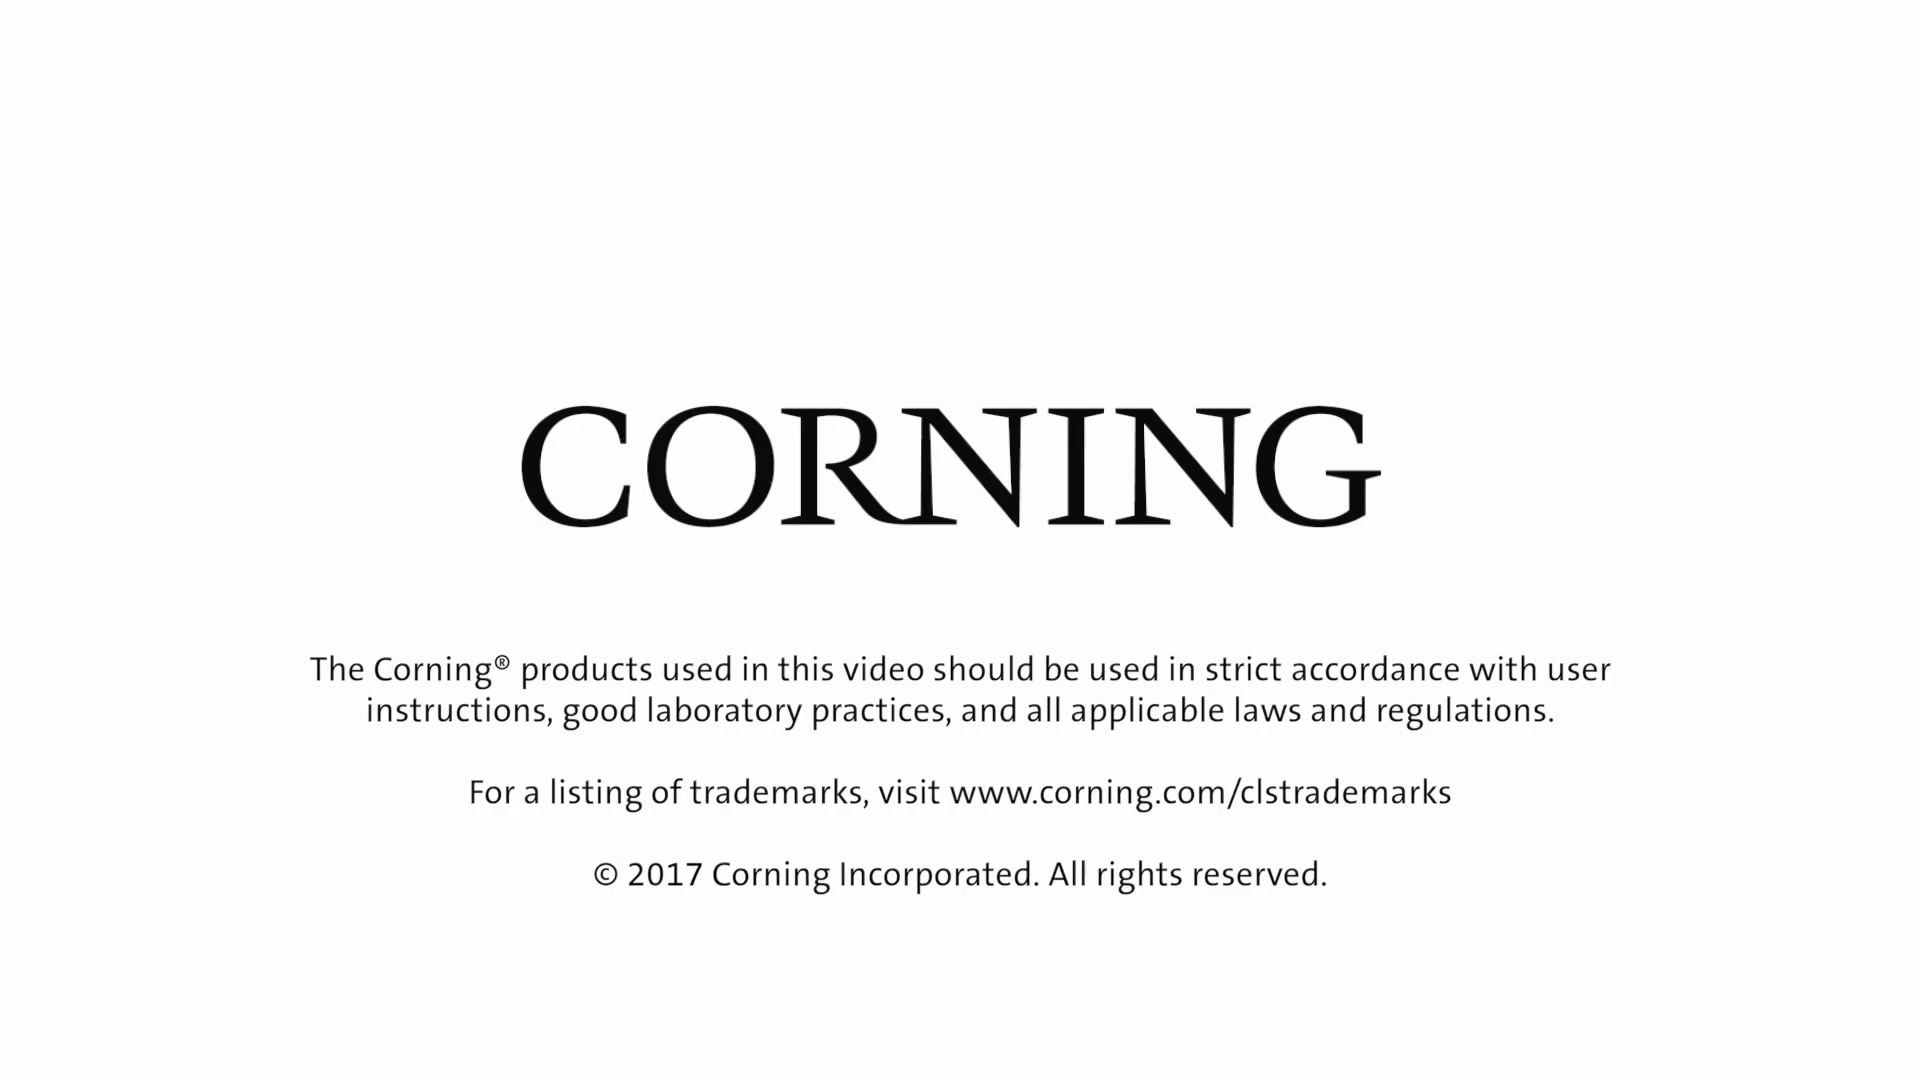 CORNING
The Corning® products used in this video should be used in strict accordance with user
instructions, good laboratory practices, and all applicable laws and regulations.
For a listing of trademarks, visit www.corning.com/clstrademarks
© 2017 Corning Incorporated. All rights reserved.